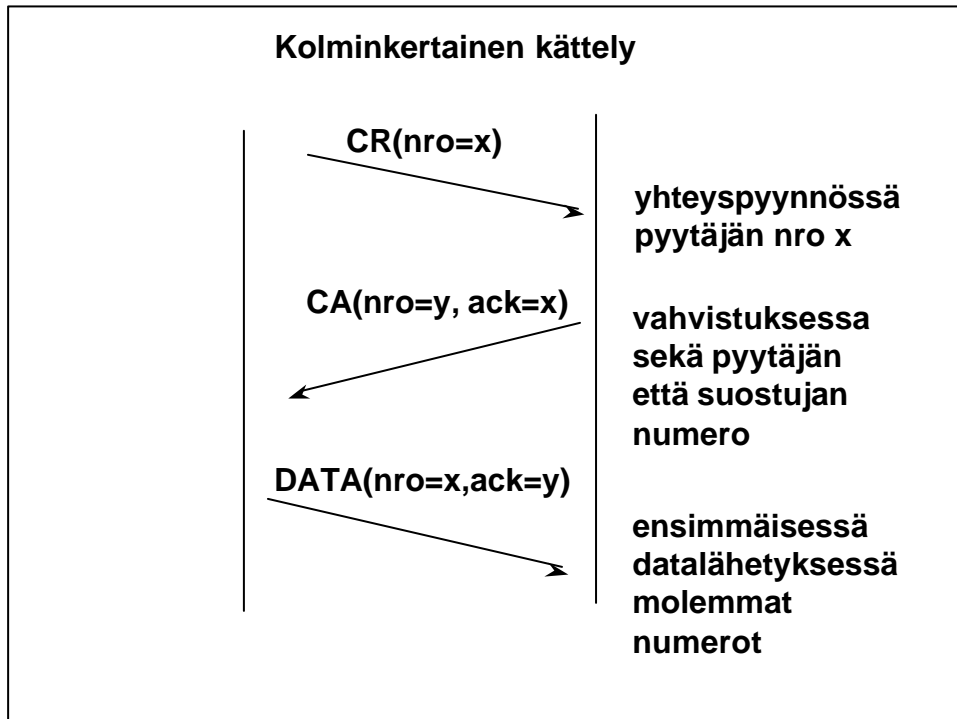 Kolminkertainen kättely
CR(nro=x)
yhteyspyynnössä
pyytäjän nro x
CA(nro=y, ack=x)
vahvistuksessa
sekä pyytäjän
että suostujan
numero
DATA(nro=x,ack=y)
ensimmäisessä
datalähetyksessä
molemmat
numerot